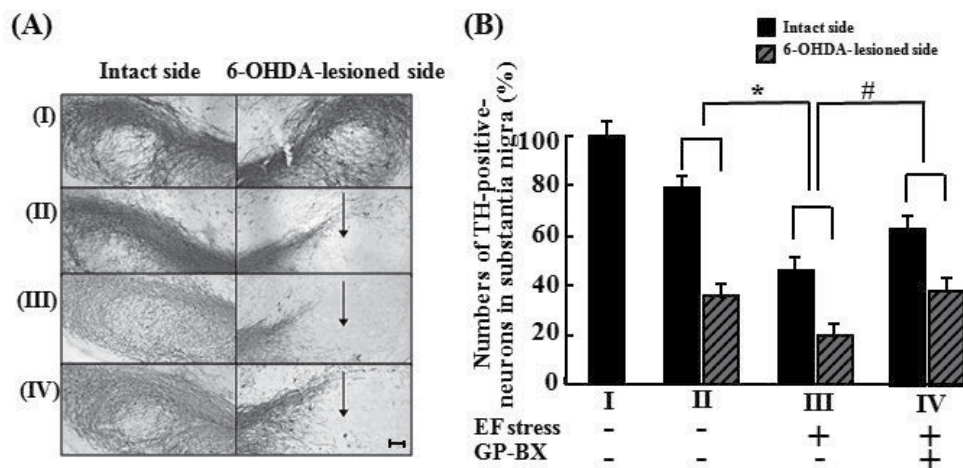 (A)
Intact side 6-OHDA-lesioned side
(I)
(II)
(III)
(IV)
(B)
Intact side
6-OHDA-lesioned side
Numbers of TH-positive-
neurons in substantia nigra (%)
100
80
60
40
20
0
* #
I II III IV
EF stress - - + +
GP-BX - - - +